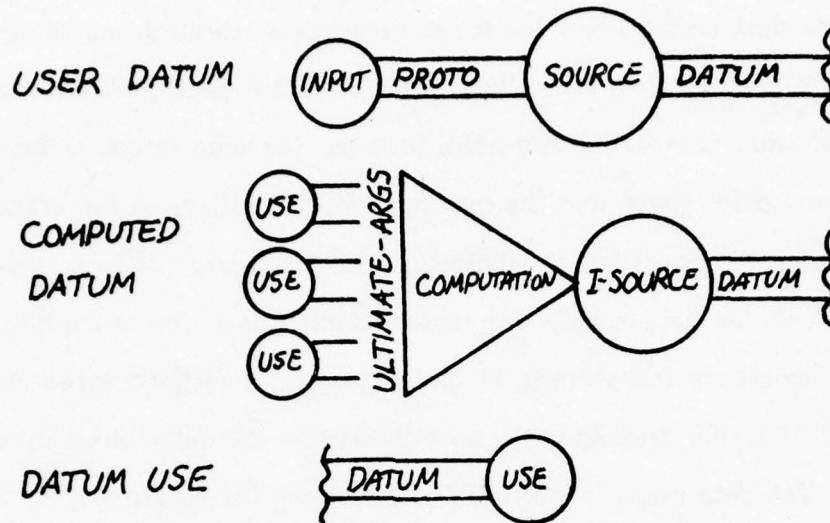 USER DATUM INPUT PROTO SOURCE DATUM
COMPUTED DATUM
USE
USE
USE
ULTIMATE-ARGS
COMPUTATION I-SOURCE DATUM
DATUM USE DATUM USE